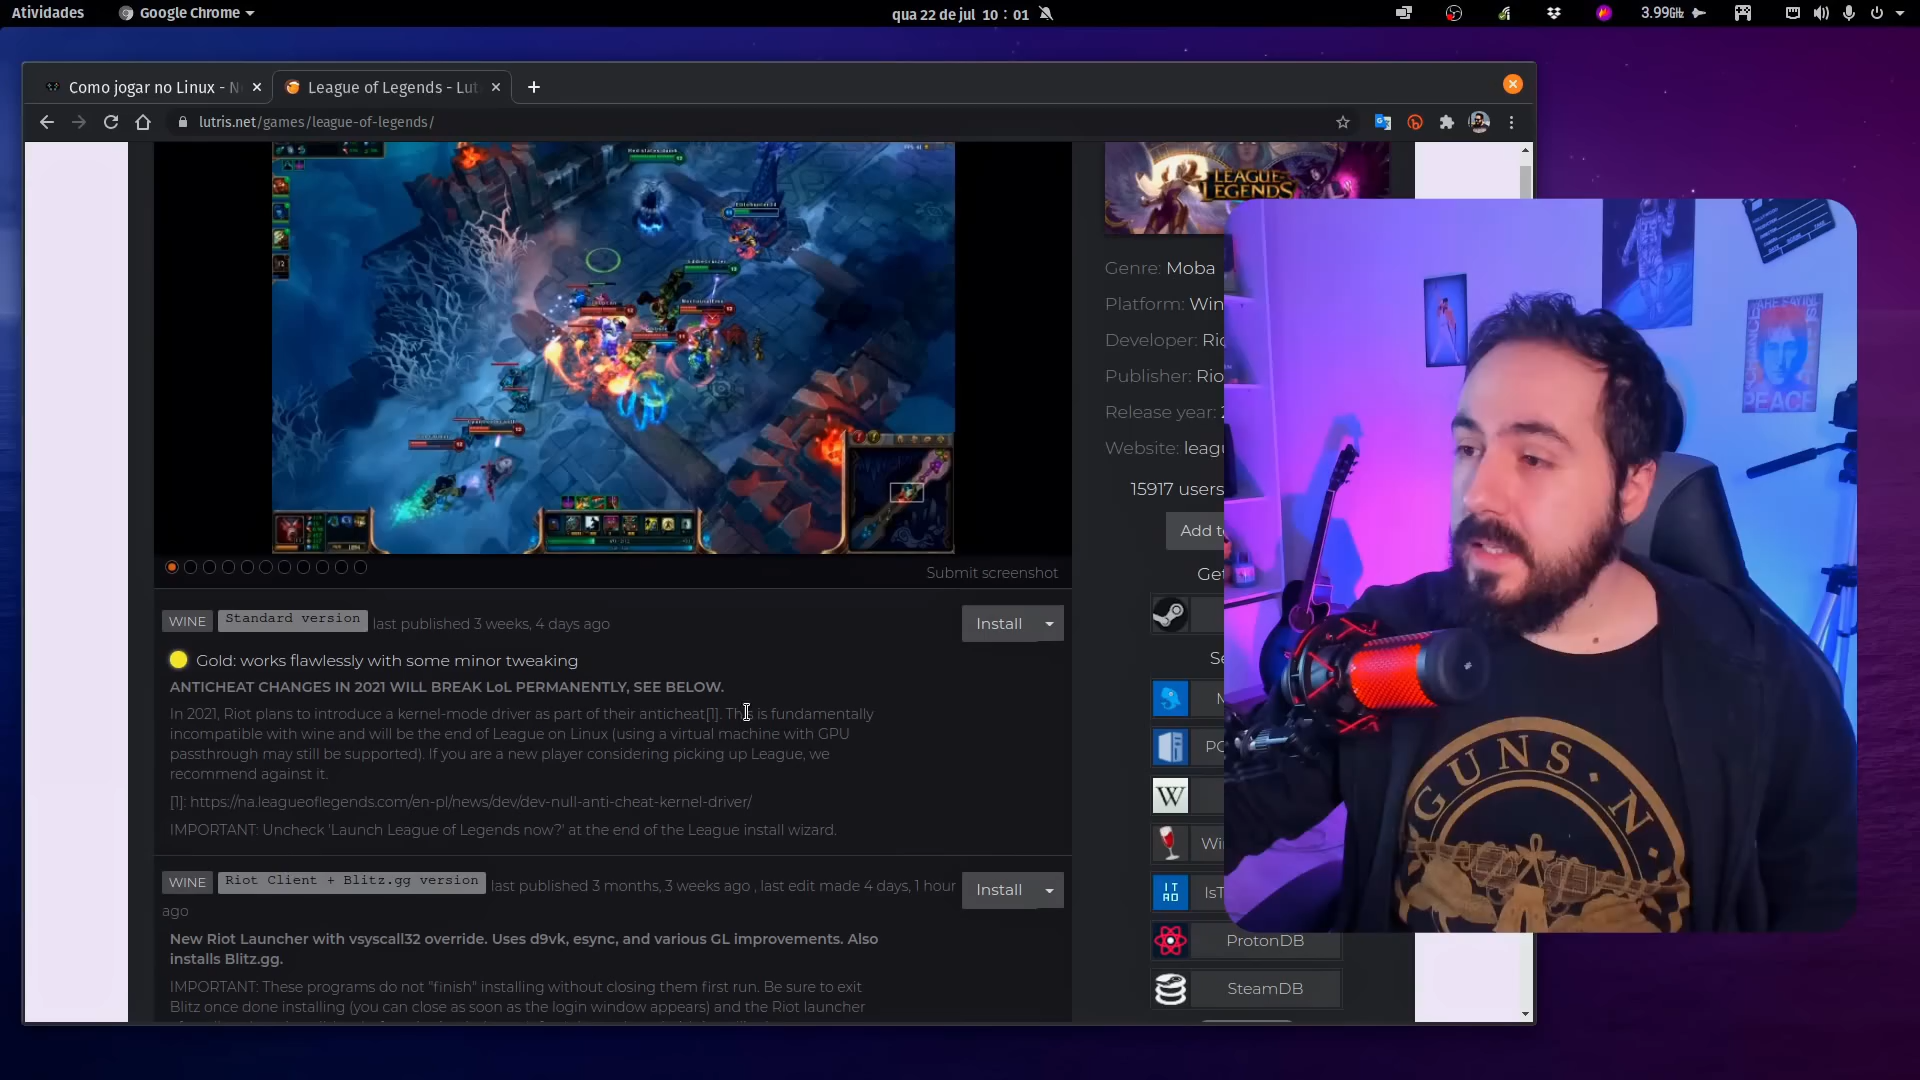 Atividades
Google Chrome
qua 22 de jul 10 : 01
3.99GHz
Como jogar no Linux - N
League of Legends - Lut
lutris.net/games/league-of-legends/
LEAGUE
LEGENDS
Genre: Moba
Platform: Win
Developer: Rio
Publisher: Rio
Release year: 2
Website: leagu
15917 users
Add to
Get
Submit screenshot
WINE Standard version last published 3 weeks, 4 days ago
Install
Gold: works flawlessly with some minor tweaking
ANTICHEAT CHANGES IN 2021 WILL BREAK LoL PERMANENTLY, SEE BELOW.
In 2021, Riot plans to introduce a kernel-mode driver as part of their anticheat[1]. This is fundamentally
incompatible with wine and will be the end of League on Linux (using a virtual machine with GPU
passthrough may still be supported). If you are a new player considering picking up League, we
recommend against it.
[1]: https://na.leagueoflegends.com/en-pl/news/dev/dev-null-anti-cheat-kernel-driver/
IMPORTANT: Uncheck 'Launch League of Legends now?' at the end of the League install wizard.
WINE Riot Client + Blitz.gg version last published 3 months, 3 weeks ago , last edit made 4 days, 1 hour
ago
Install
New Riot Launcher with vsyscall32 override. Uses d9vk, esync, and various GL improvements. Also
installs Blitz.gg.
IMPORTANT: These programs do not "finish" installing without closing them first run. Be sure to exit
Blitz once done installing (you can close as soon as the login window appears) and the Riot launcher
Se
M
PC
W
Wi
IsT
ProtonDB
SteamDB
PEACE
GUNS N